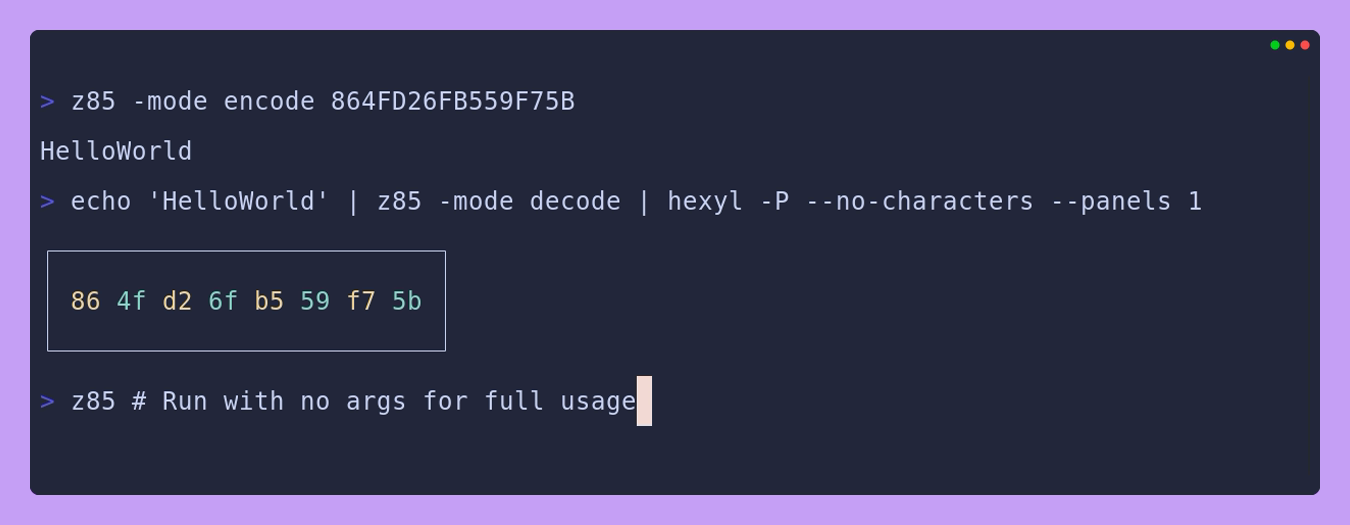 > z85 -mode encode 864FD26FB559F75B
HelloWorld
> echo 'HelloWorld' | z85 -mode decode | hexyl -P --no-characters --panels 1
86 4f d2 6f b5 59 f7 5b
> z85 # Run with no args for full usage